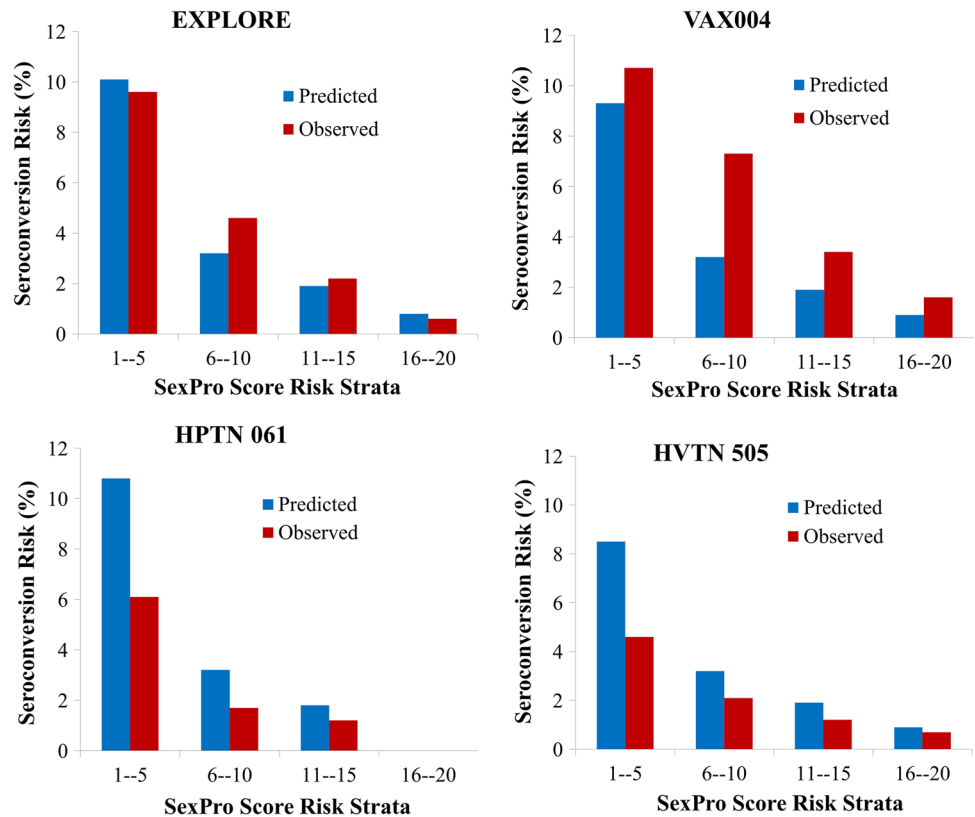 EXPLORE
12
10
8
6
4
2
0
Seroconversion Risk (%)
Predicted
Observed
1--5 6--10 11--15 16--20
SexPro Score Risk Strata
VAX004
12
10
8
6
4
2
0
Seroconversion Risk (%)
Predicted
Observed
1--5 6--10 11--15 16--20
SexPro Score Risk Strata
HPTN 061
12
10
8
6
4
2
0
Seroconversion Risk (%)
Predicted
Observed
1--5 6--10 11--15 16--20
SexPro Score Risk Strata
HVTN 505
12
10
8
6
4
2
0
Seroconversion Risk (%)
Predicted
Observed
1--5 6--10 11--15 16--20
SexPro Score Risk Strata